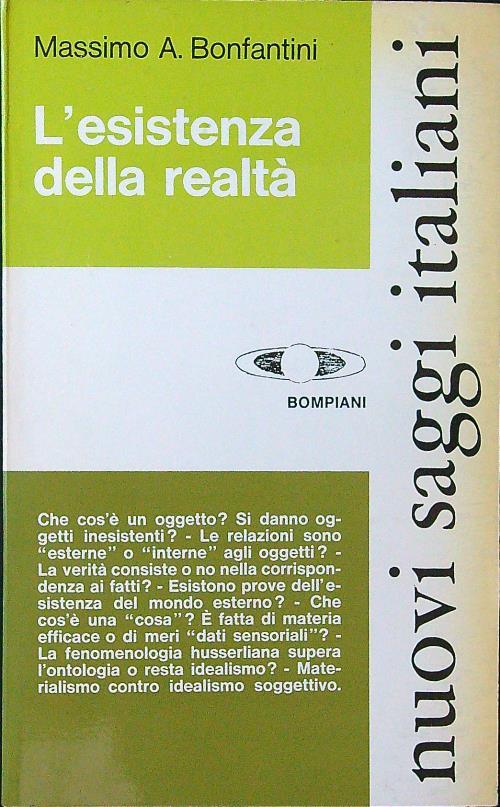 Massimo A. Bonfantini
L'esistenza
della realtà
BOMPIANI
nuovi saggi italiani
Che cos'è un oggetto? Si danno og-
getti inesistenti? - Le relazioni sono
"esterne" o "interne" agli oggetti? -
La verità consiste o no nella corrispon-
denza ai fatti? - Esistono prove dell'e-
sistenza del mondo esterno? - Che
cos'è una "cosa"? È fatta di materia
efficace o di meri "dati sensoriali"? -
La fenomenologia husserliana supera
l'ontologia o resta idealismo? - Mate-
rialismo contro idealismo soggettivo.